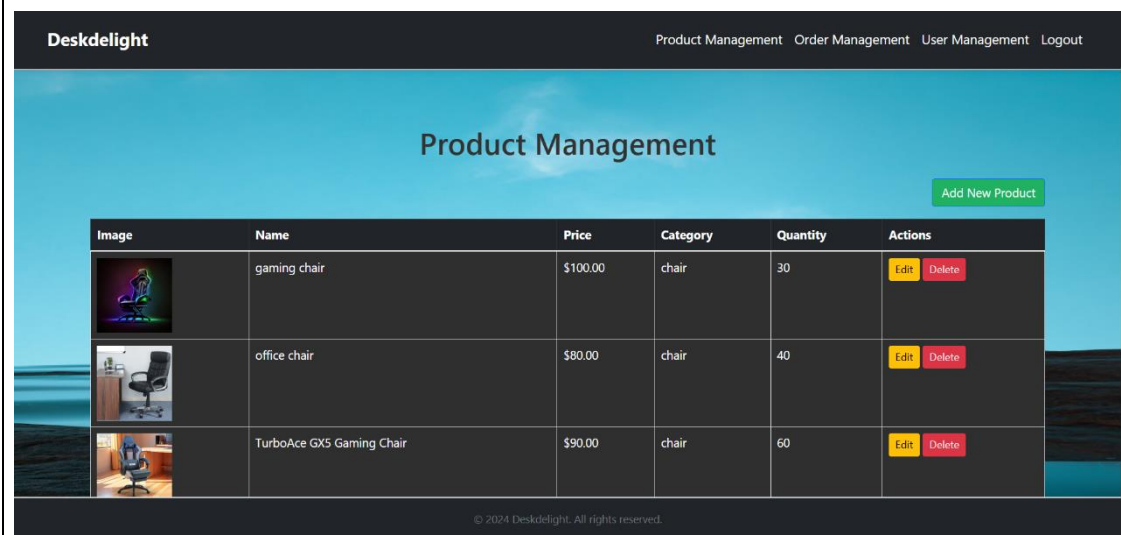 Deskdelight
Product Management Order Management User Management Logout
Product Management
Add New Product
Image Name Price Category Quantity Actions
gaming chair $100.00 chair 30 Edit Delete
office chair $80.00 chair 40 Edit Delete
TurboAce GX5 Gaming Chair $90.00 chair 60 Edit Delete
© 2024 Deskdelight. All rights reserved.